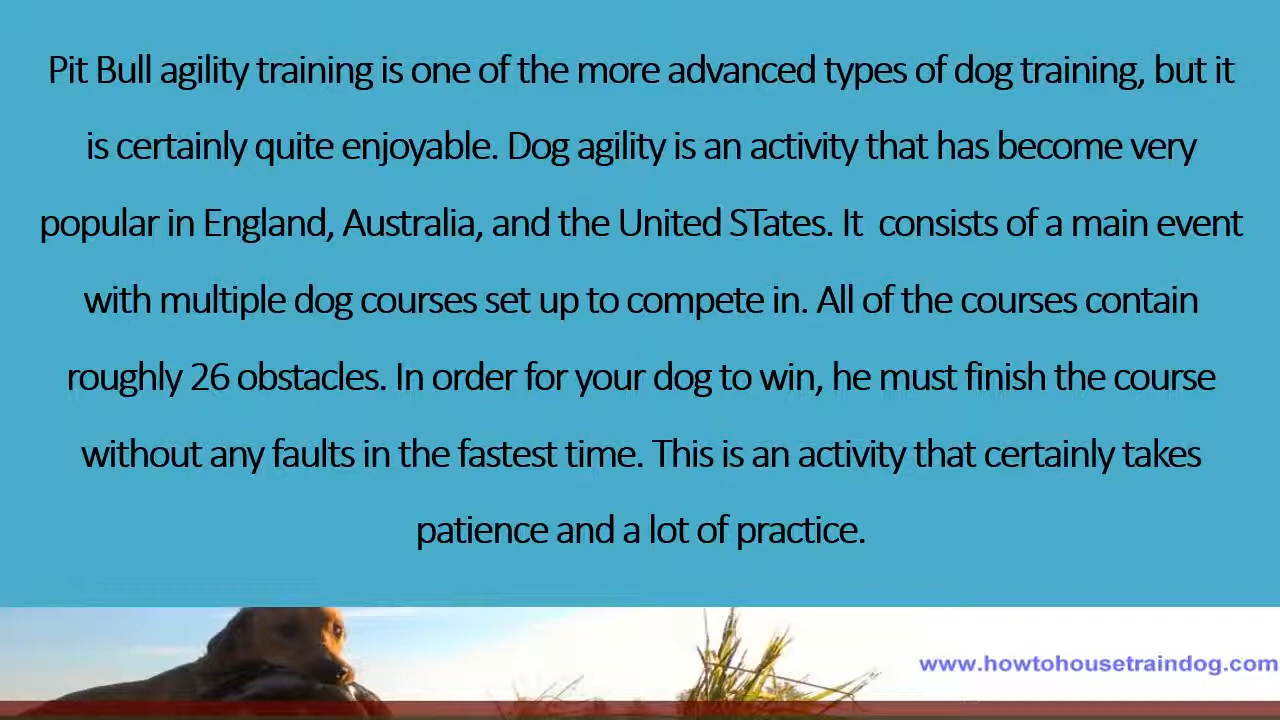 Pit Bull agility training is one of the more advanced types of dog training, but it
is certainly quite enjoyable. Dog agility is an activity that has become very
popular in England, Australia, and the United STates. It  consists of a main event
with multiple dog courses set up to compete in. All of the courses contain
roughly 26 obstacles. In order for your dog to win, he must finish the course
without any faults in the fastest time. This is an activity that certainly takes
patience and a lot of practice.
www.howtohousetraindog.com